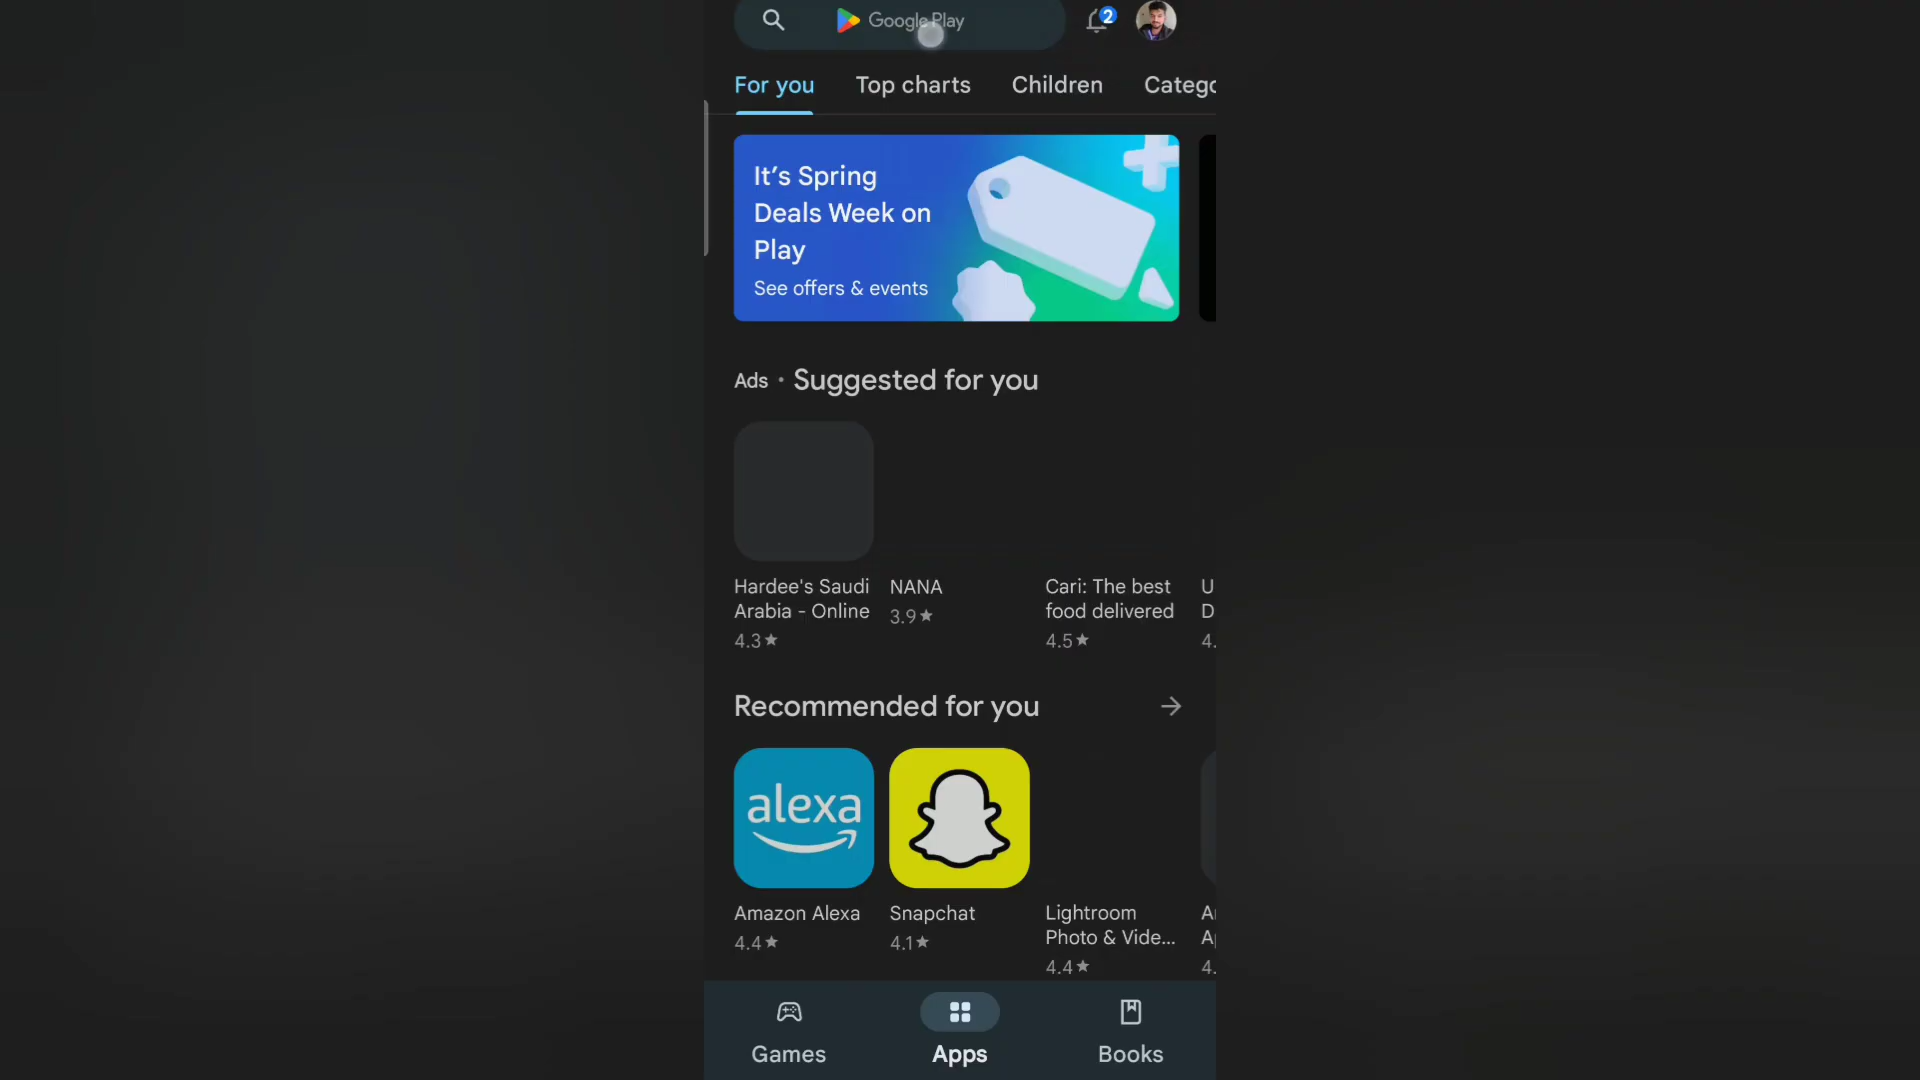 Google Play
2
For you Top charts Children Catego
It's Spring
Deals Week on
Play
See offers & events
Ads • Suggested for you
Hardee's Saudi
Arabia - Online
4.3★
NANA
3.9★
Cari: The best
food delivered
4.5★
U
D
4.
Recommended for you
alexa
Amazon Alexa
4.4★
Snapchat
4.1★
Lightroom
Photo & Vide...
4.4★
4.
Games Apps Books